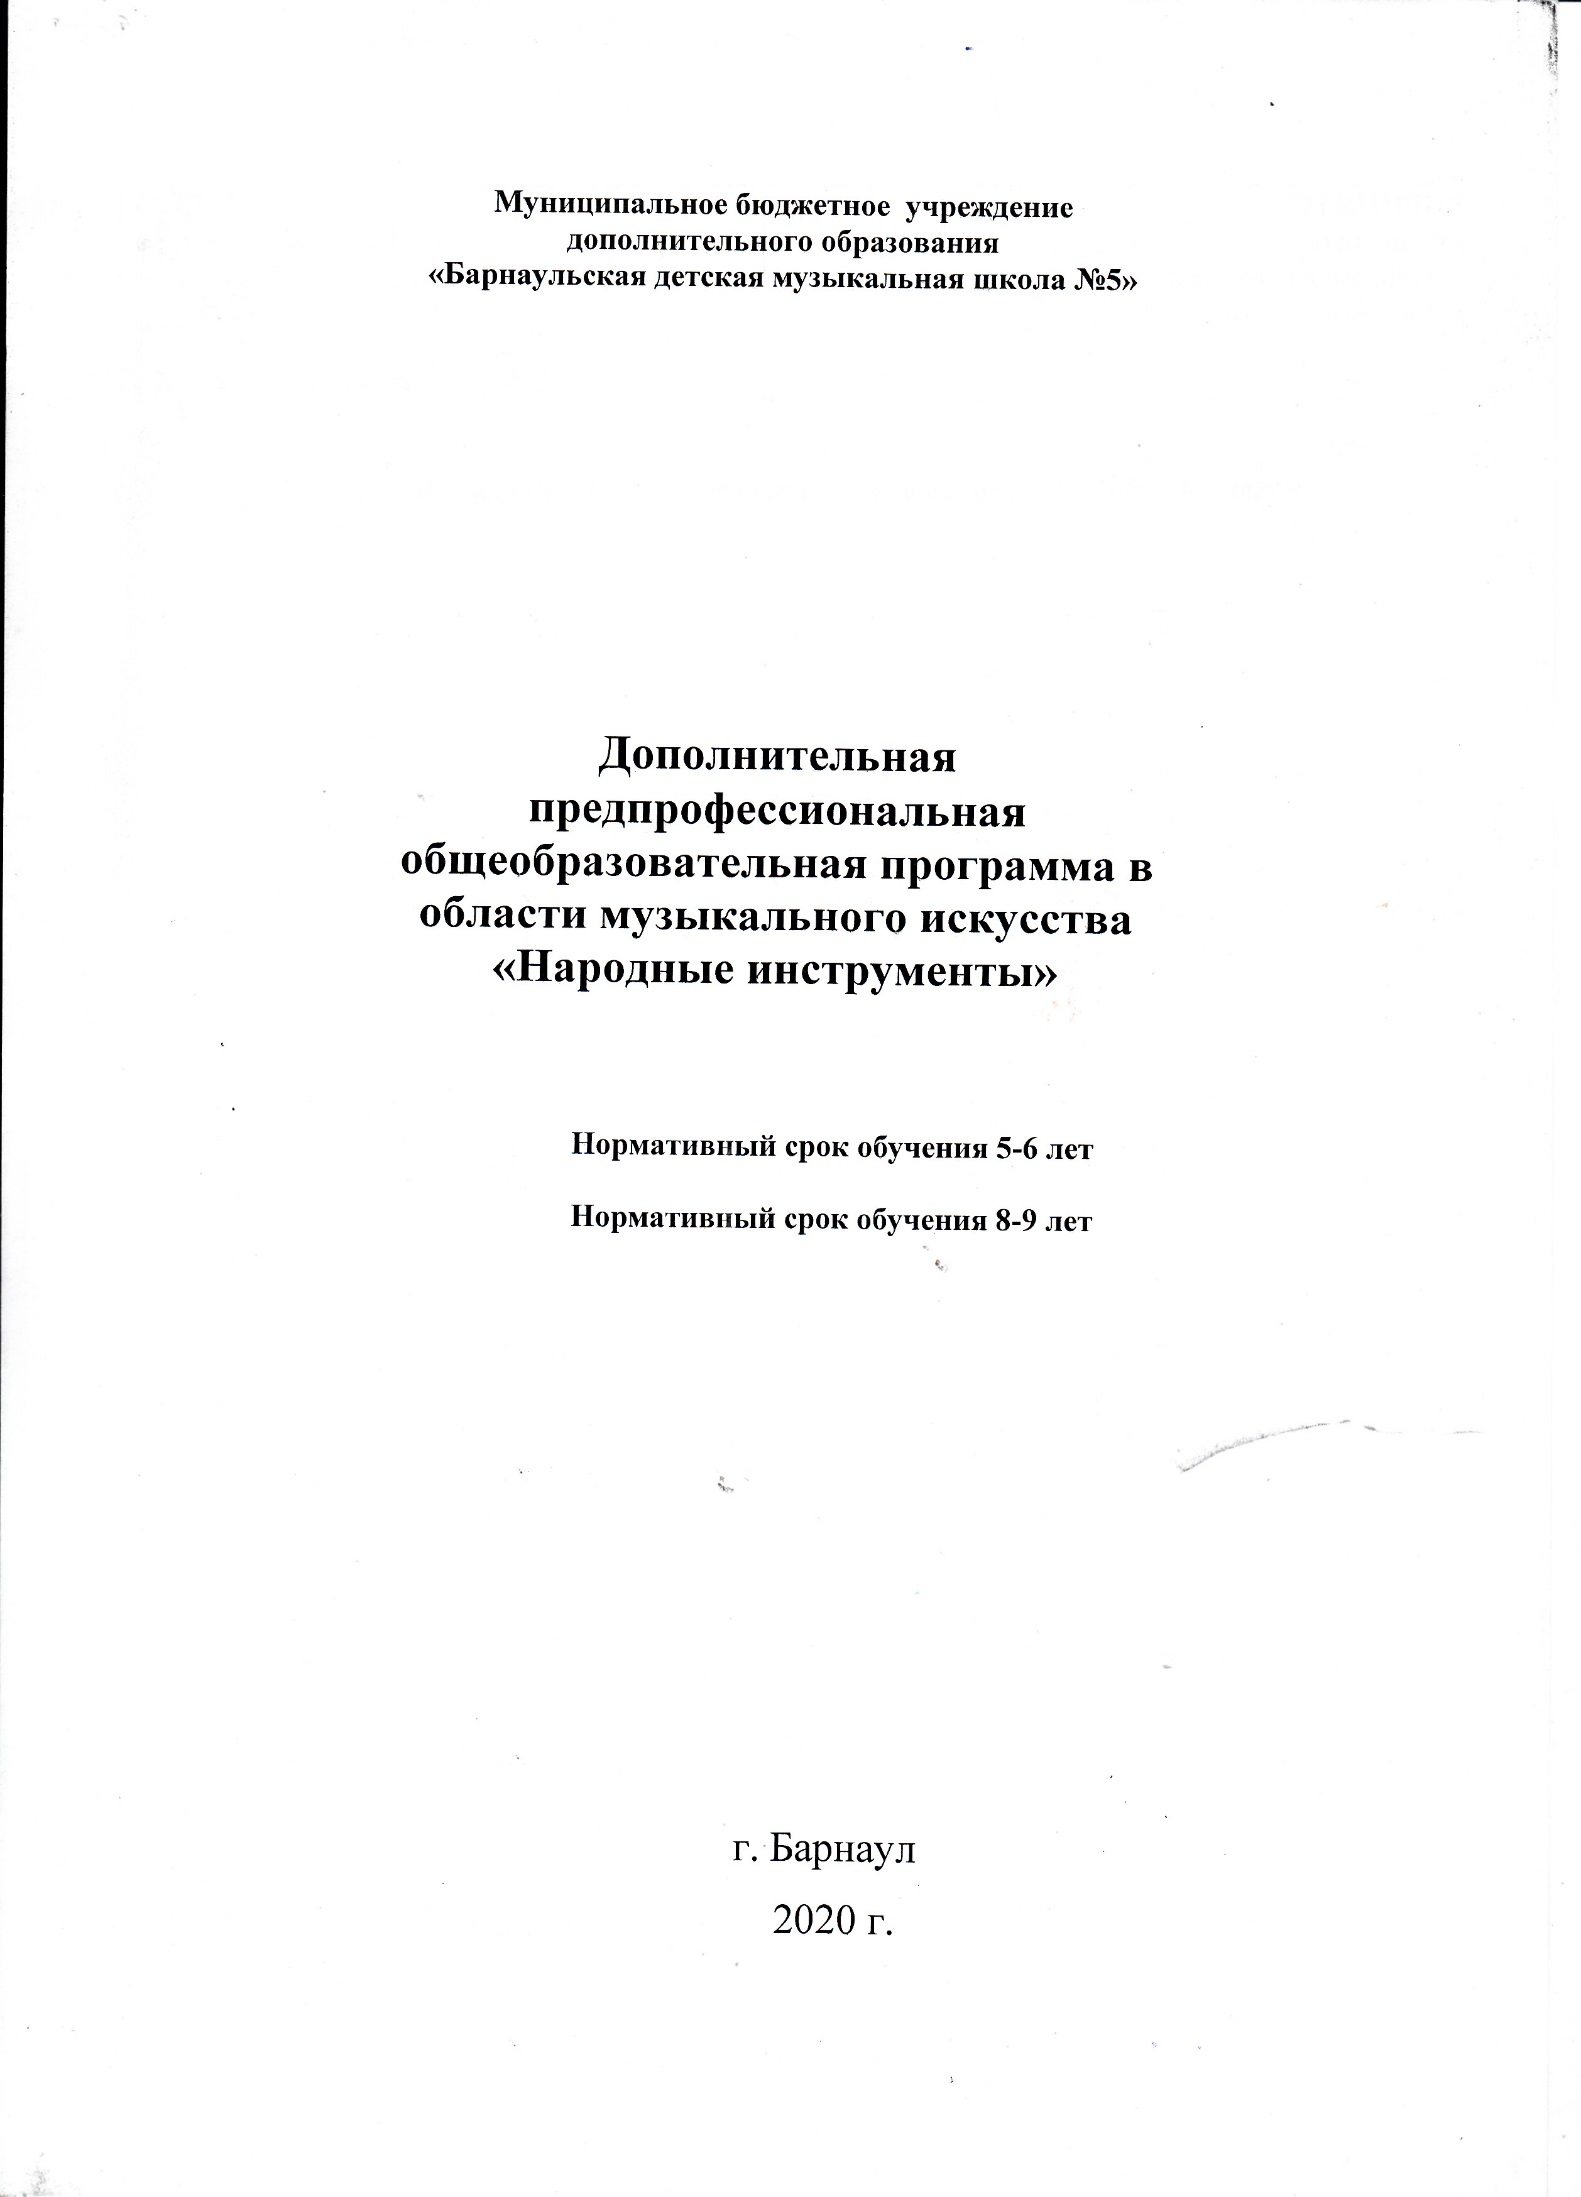 Муниципальное бюджетное учреждение
дополнительного образования
«Барнаульская детская музыкальная школа №5»
Дополнительная
предпрофессиональная
общеобразовательная программа в
области музыкального искусства
«Народные инструменты»
Нормативный срок обучения 5-6 лет
Нормативный срок обучения 8-9 лет
г. Барнаул
2020 г.